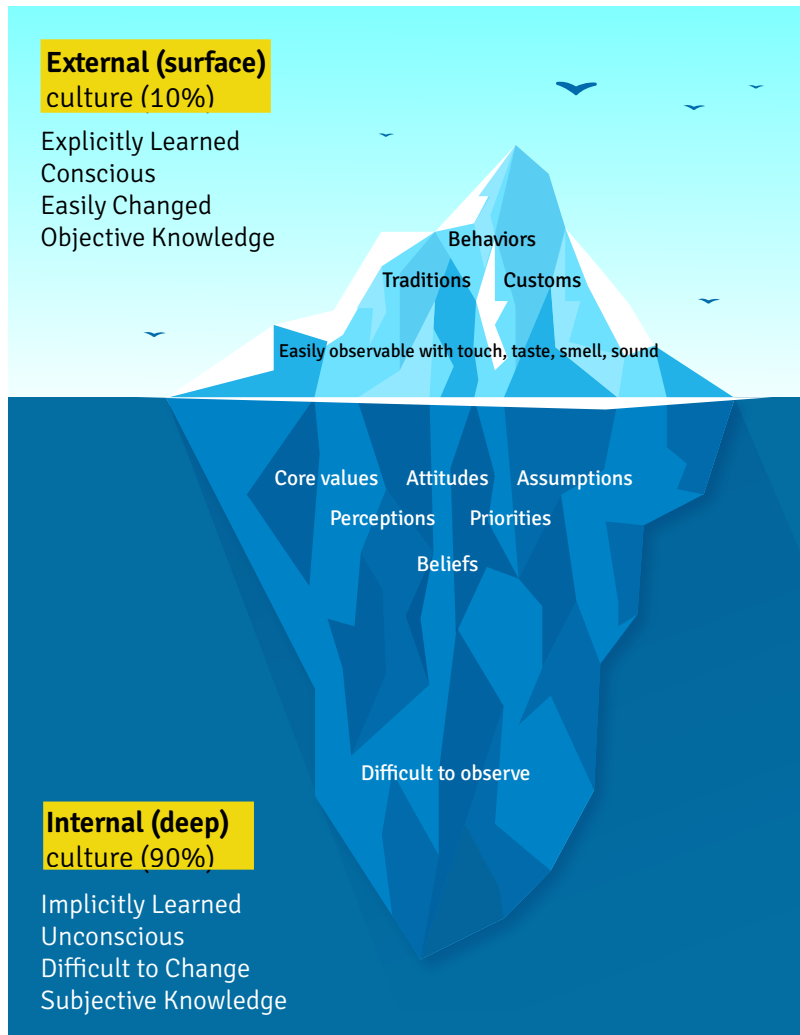 External (surface)
culture (10%)
Explicitly Learned
Conscious
Easily Changed
Objective Knowledge
Behaviors
Traditions Customs
Easily observable with touch, taste, smell, sound
Core values Attitudes Assumptions
Perceptions Priorities
Beliefs
Difficult to observe
Internal (deep)
culture (90%)
Implicitly Learned
Unconscious
Difficult to Change
Subjective Knowledge